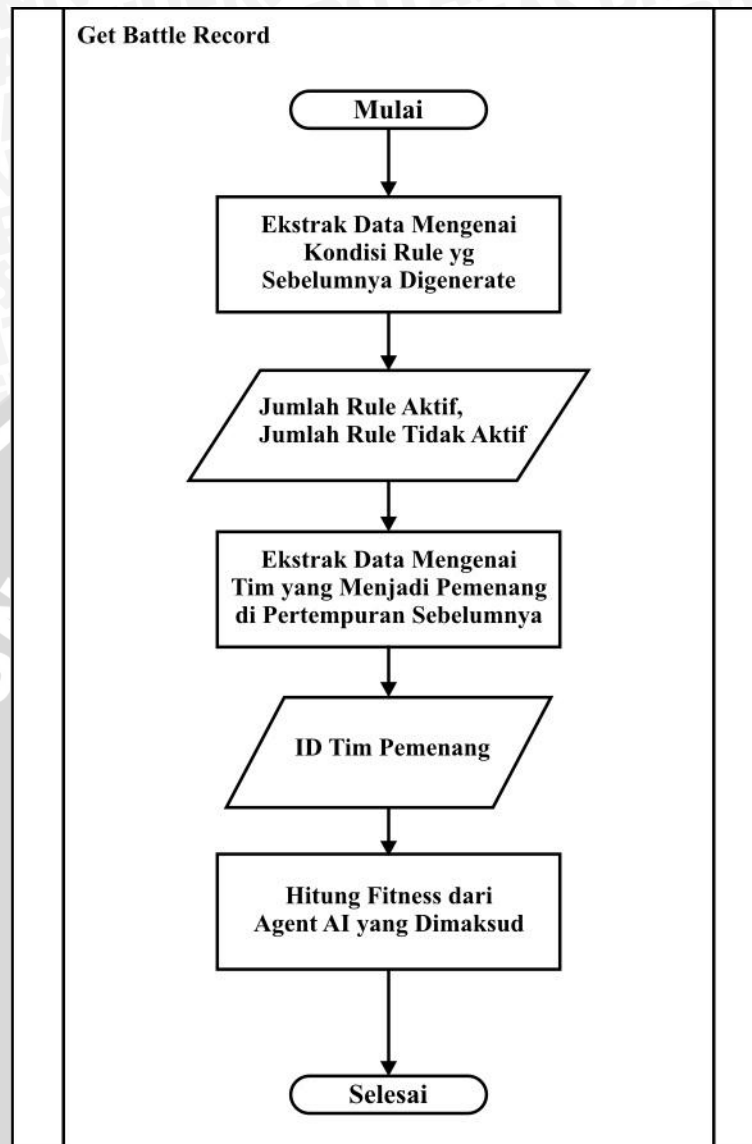 Get Battle Record
Mulai
Ekstrak Data Mengenai
Kondisi Rule yg
Sebelumnya Digenerate
Jumlah Rule Aktif,
Jumlah Rule Tidak Aktif
Ekstrak Data Mengenai
Tim yang Menjadi Pemenang
di Pertempuran Sebelumnya
ID Tim Pemenang
Hitung Fitness dari
Agent AI yang Dimaksud
Selesai